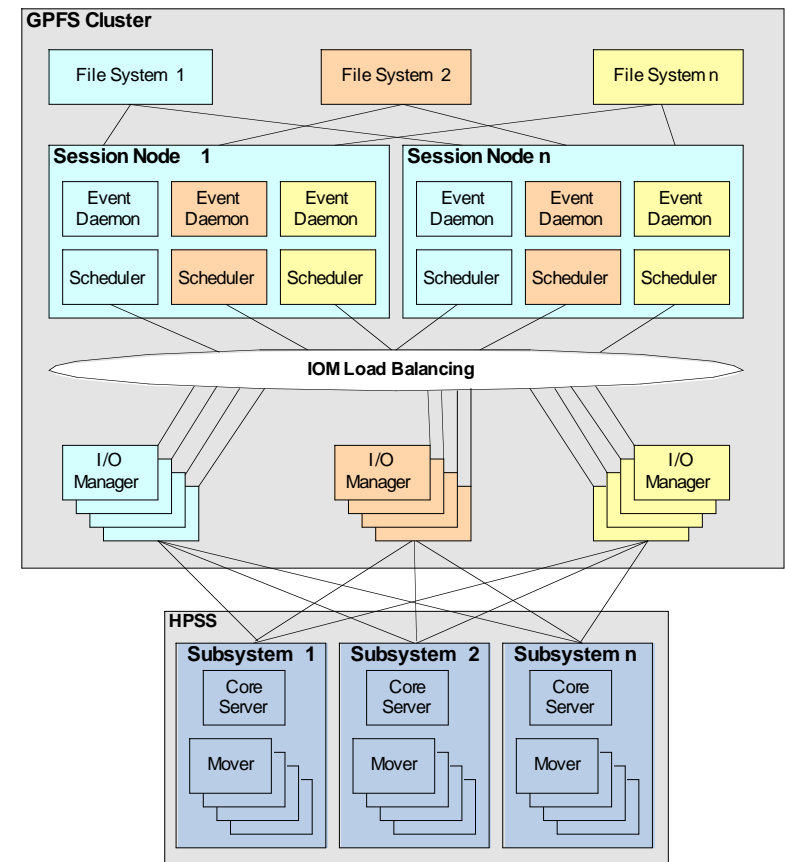 GPFS Cluster
File System 1
File System 2
File System n
Session Node 1
Session Node n
Event
Daemon
Event
Daemon
Event
Daemon
Event
Daemon
Event
Daemon
Event
Daemon
Scheduler
Scheduler
Scheduler
Scheduler
Scheduler
Scheduler
IOM Load Balancing
I/O
Manager
I/O
Manager
I/O
Manager
HPSS
Subsystem 1
Subsystem 2
Subsystem n
Core
Server
Core
Server
Core
Server
Mover
Mover
Mover